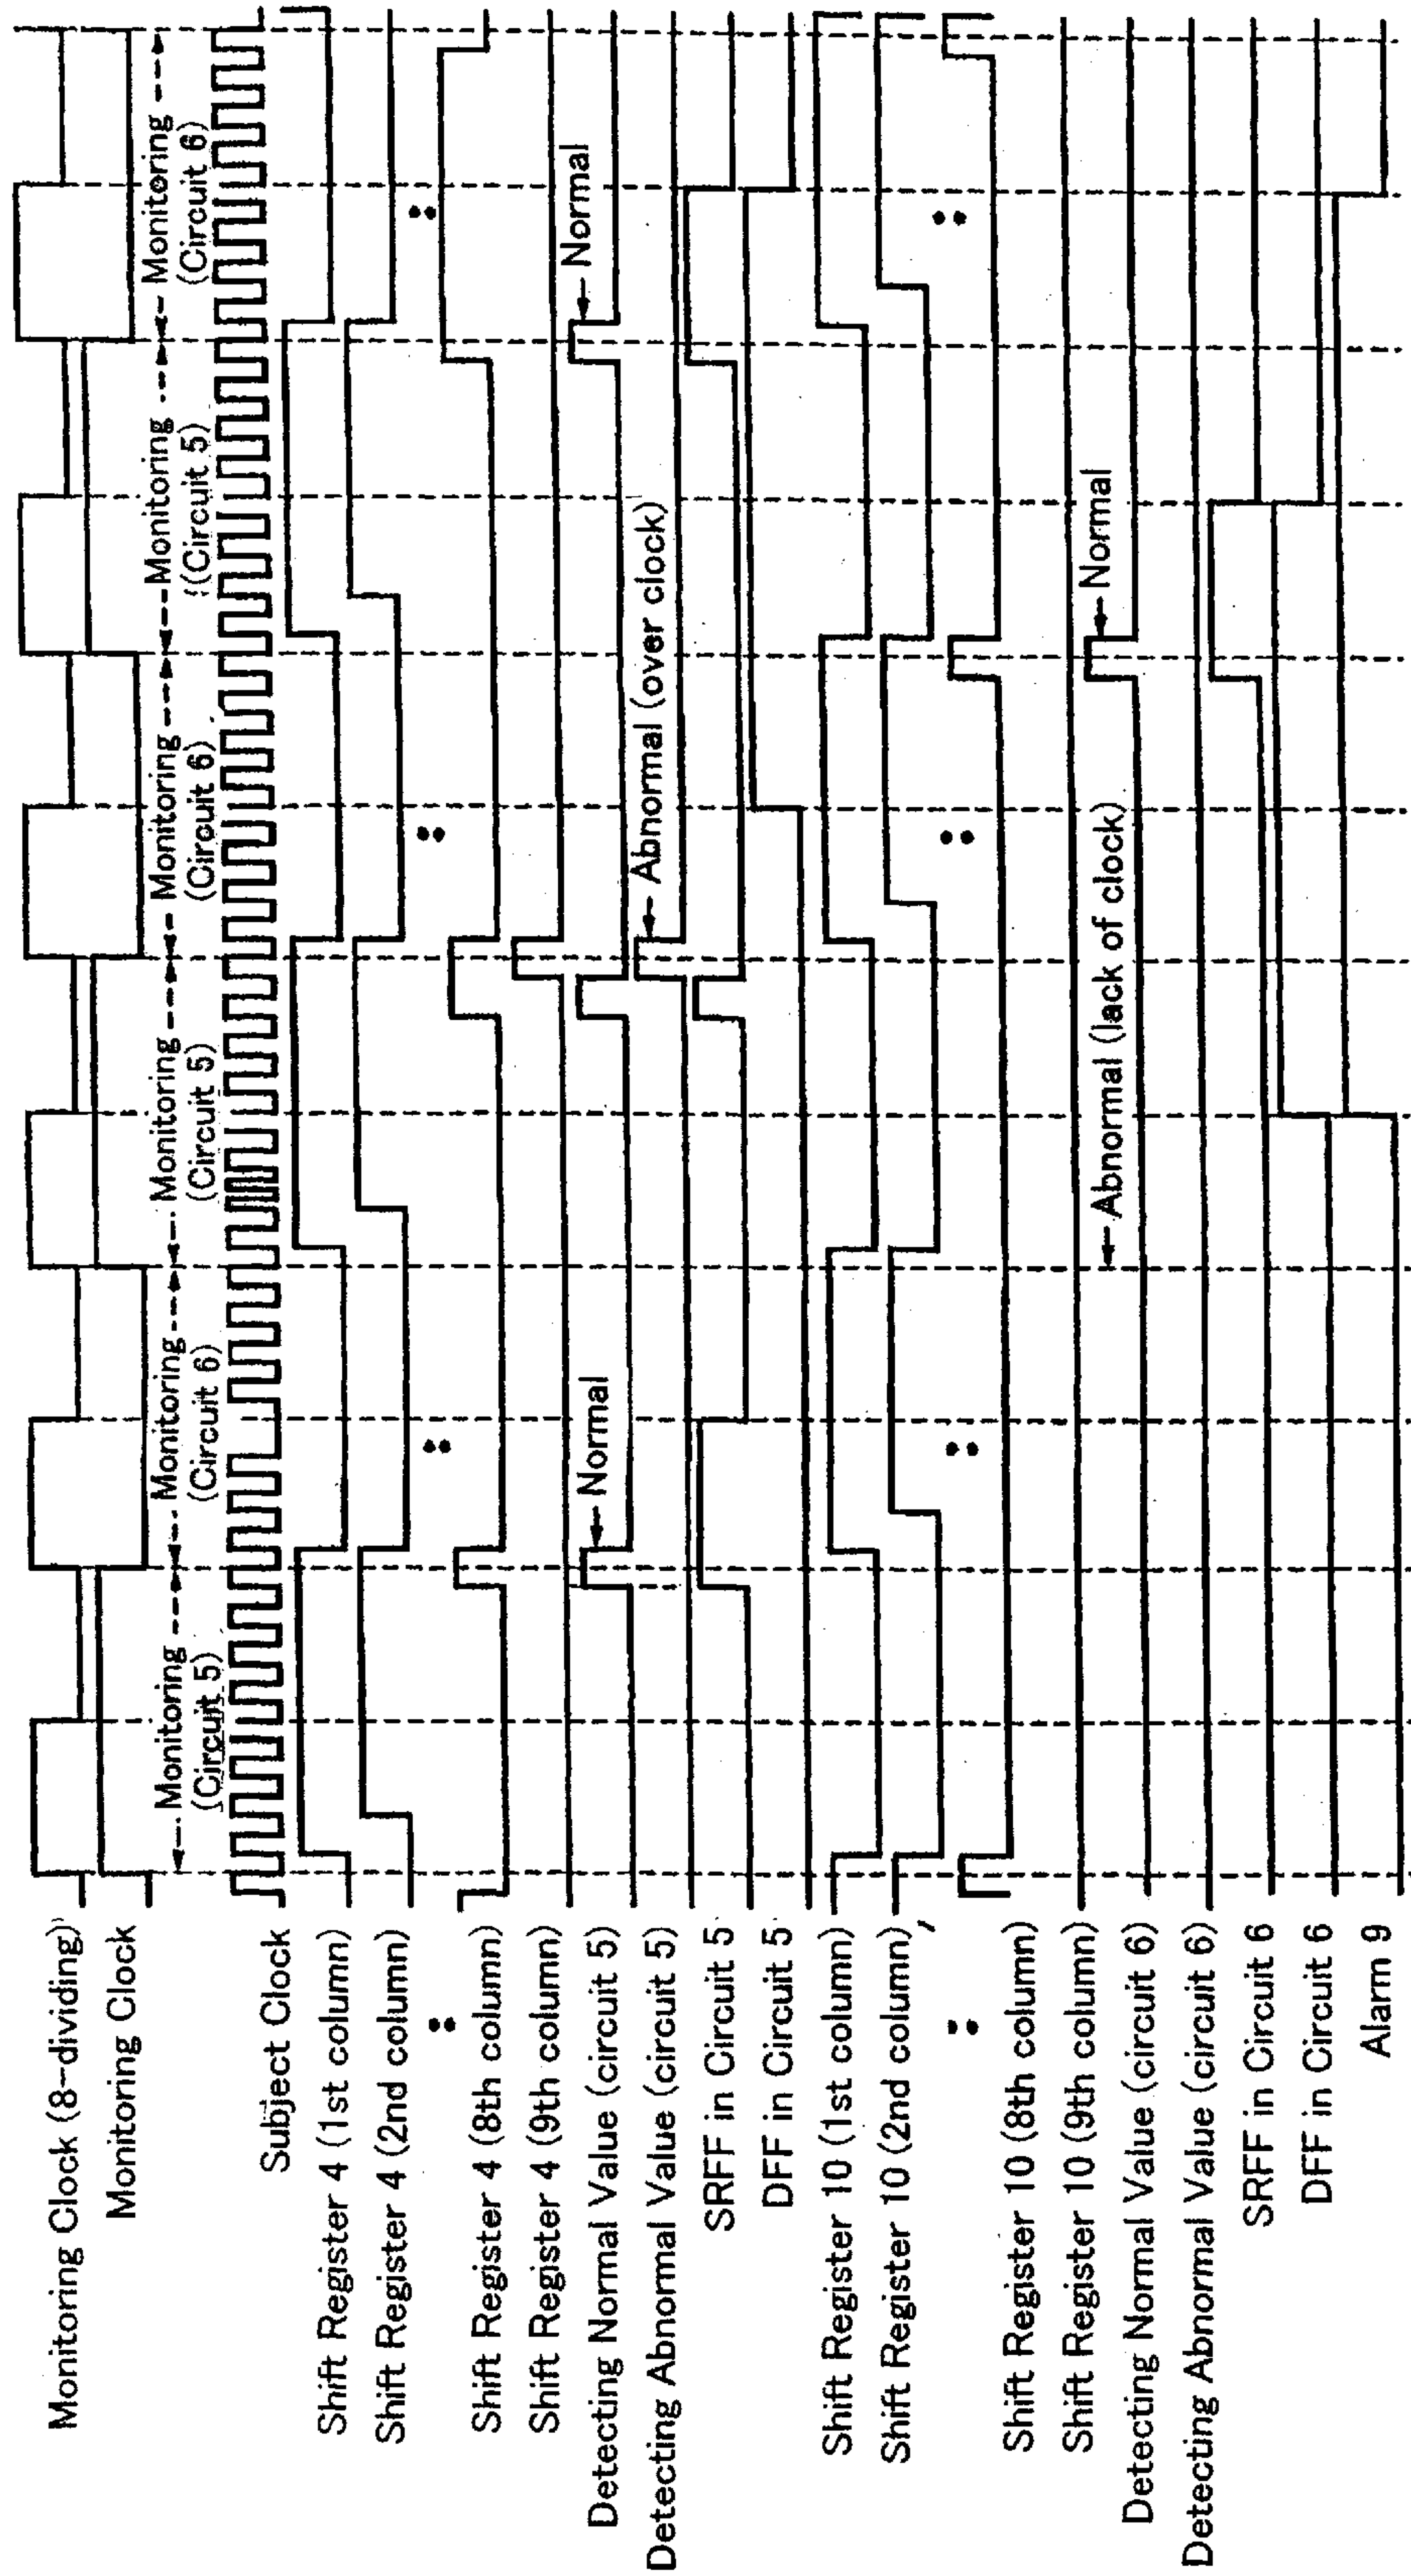 Monitoring Clock (8-dividing)
Monitoring Clock
Monitoring
(Circuit 5)
Monitoring
(Circuit 6)
Monitoring
(Circuit 5)
Monitoring
(Circuit 6)
Monitoring
(Circuit 5)
Monitoring
(Circuit 6)
Subject Clock
Shift Register 4 (1st column)
Shift Register 4 (2nd column)
:
Shift Register 4 (8th column)
Shift Register 4 (9th column)
Detecting Normal Value (circuit 5)
Normal
Normal
Detecting Abnormal Value (circuit 5)
Abnormal (over clock)
SRFF in Circuit 5
DFF in Circuit 5
Shift Register 10 (1st column)
Shift Register 10 (2nd column)
:
Shift Register 10 (8th column)
Shift Register 10 (9th column)
Detecting Normal Value (circuit 6)
Abnormal (lack of clock)
Normal
Detecting Abnormal Value (circuit 6)
SRFF in Circuit 6
DFF in Circuit 6
Alarm 9